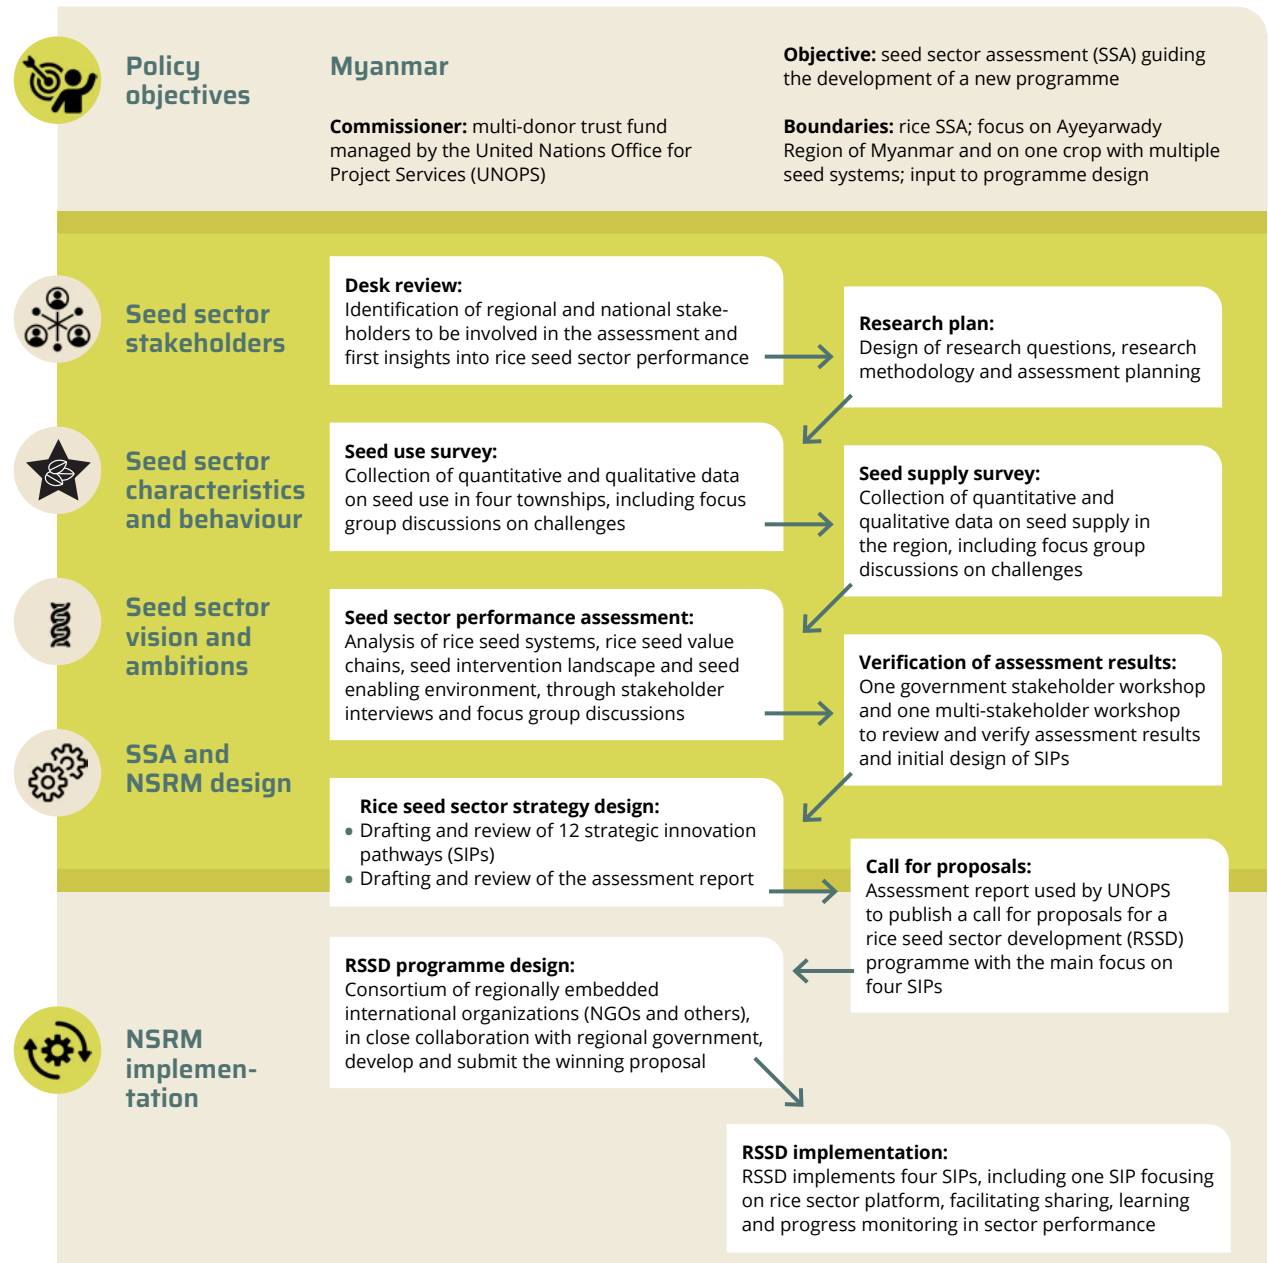 Policy
objectives
Myanmar
Commissioner: multi-donor trust fund
managed by the United Nations Office for
Project Services (UNOPS)
Objective: seed sector assessment (SSA) guiding
the development of a new programme
Boundaries: rice SSA; focus on Ayeyarwady
Region of Myanmar and on one crop with multiple
seed systems; input to programme design
Seed sector
stakeholders
Desk review:
Identification of regional and national stake-
holders to be involved in the assessment and
first insights into rice seed sector performance
Research plan:
Design of research questions, research
methodology and assessment planning
Seed sector
characteristics
and behaviour
Seed use survey:
Collection of quantitative and qualitative data
on seed use in four townships, including focus
group discussions on challenges
Seed supply survey:
Collection of quantitative and
qualitative data on seed supply in
the region, including focus group
discussions on challenges
Seed sector
vision and
ambitions
Seed sector performance assessment:
Analysis of rice seed systems, rice seed value
chains, seed intervention landscape and seed
enabling environment, through stakeholder
interviews and focus group discussions
Verification of assessment results:
One government stakeholder workshop
and one multi-stakeholder workshop
to review and verify assessment results
and initial design of SIPs
SSA and
NSRM design
Rice seed sector strategy design:
• Drafting and review of 12 strategic innovation
pathways (SIPs)
• Drafting and review of the assessment report
Call for proposals:
Assessment report used by UNOPS
to publish a call for proposals for a
rice seed sector development (RSSD)
programme with the main focus on
four SIPs
NSRM
implemen-
tation
RSSD programme design:
Consortium of regionally embedded
international organizations (NGOs and others),
in close collaboration with regional government,
develop and submit the winning proposal
RSSD implementation:
RSSD implements four SIPs, including one SIP focusing
on rice sector platform, facilitating sharing, learning
and progress monitoring in sector performance